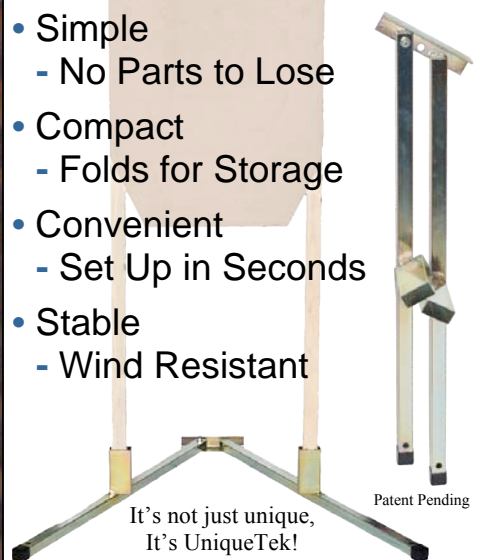 • Simple
- No Parts to Lose
• Compact
- Folds for Storage
• Convenient
- Set Up in Seconds
• Stable
- Wind Resistant
Patent Pending
It's not just unique,
It's UniqueTek!